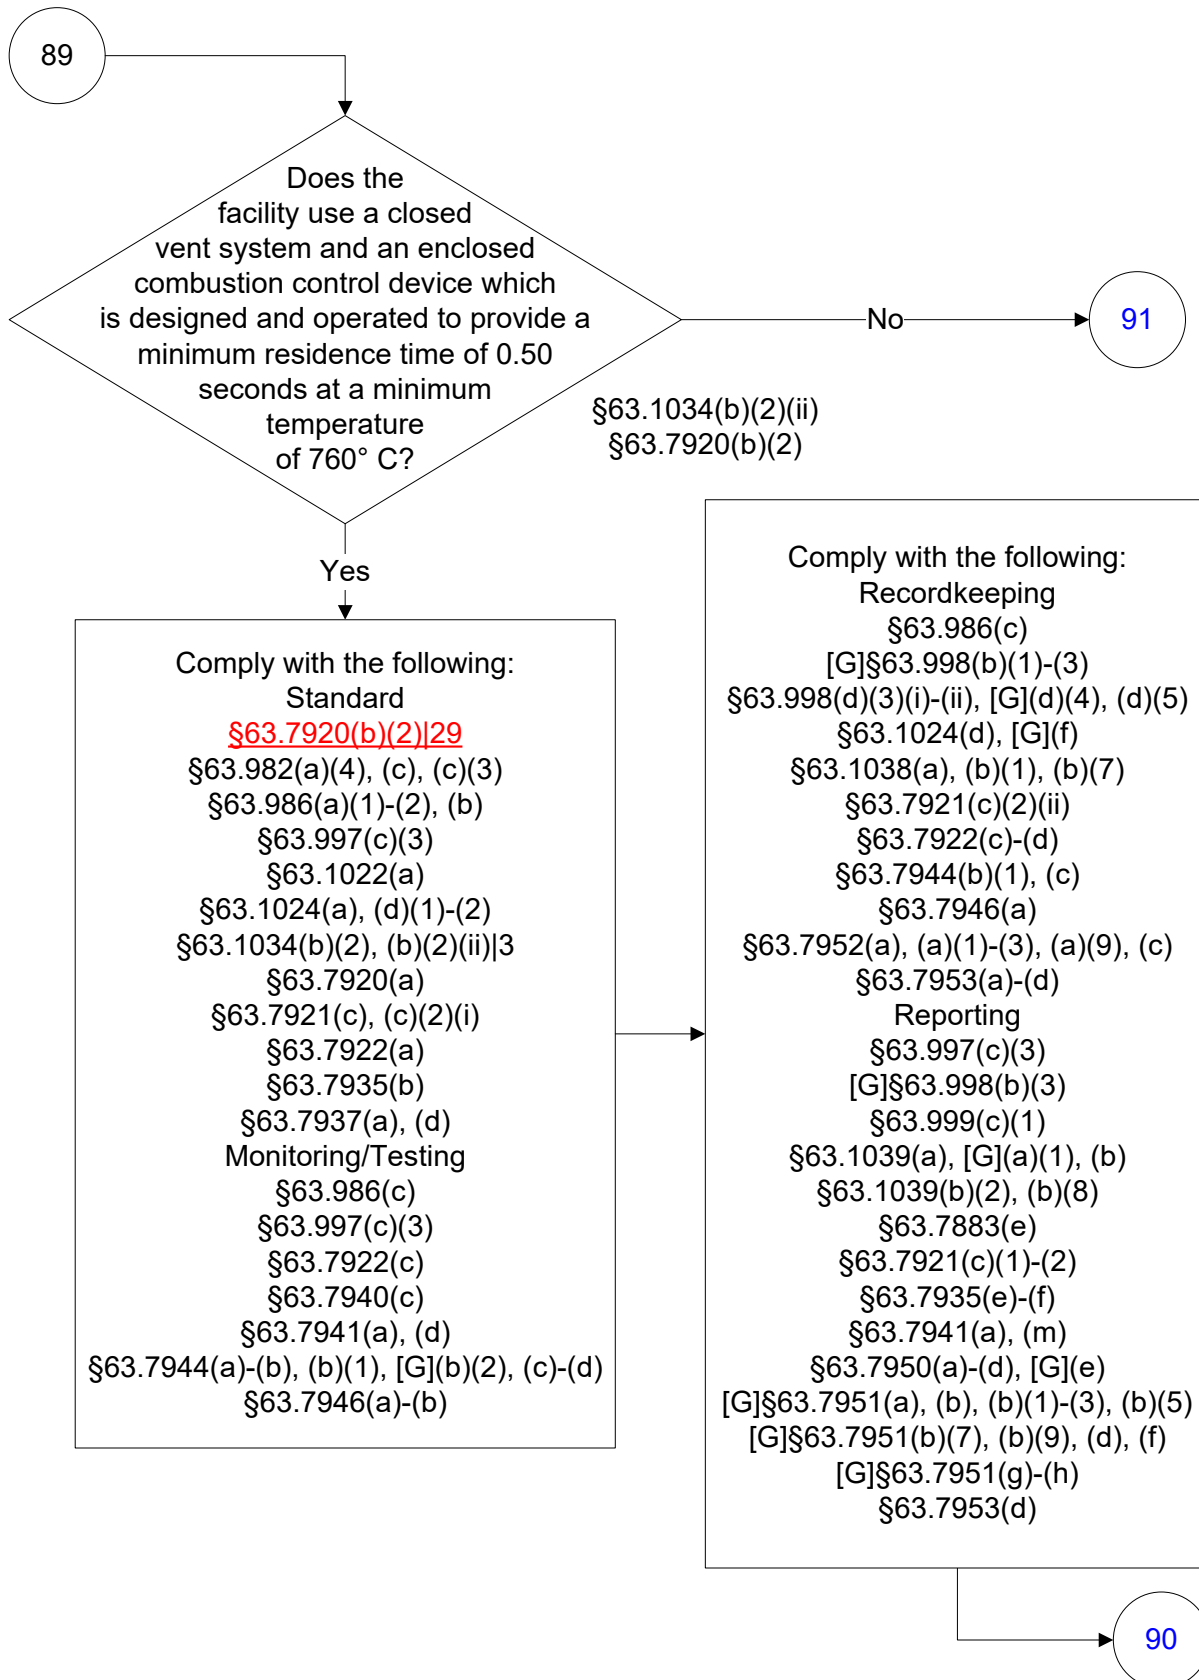 89
Does the
facility use a closed
vent system and an enclosed
combustion control device which
is designed and operated to provide a
minimum residence time of 0.50
seconds at a minimum
temperature
of 760° C?
No
91
§63.1034(b)(2)(ii)
§63.7920(b)(2)
Yes
Comply with the following:
Standard
§63.7920(b)(2)|29
§63.982(a)(4), (c), (c)(3)
§63.986(a)(1)-(2), (b)
§63.997(c)(3)
§63.1022(a)
§63.1024(a), (d)(1)-(2)
§63.1034(b)(2), (b)(2)(ii)|3
§63.7920(a)
§63.7921(c), (c)(2)(i)
§63.7922(a)
§63.7935(b)
§63.7937(a), (d)
Monitoring/Testing
§63.986(c)
§63.997(c)(3)
§63.7922(c)
§63.7940(c)
§63.7941(a), (d)
§63.7944(a)-(b), (b)(1), [G](b)(2), (c)-(d)
§63.7946(a)-(b)
Comply with the following:
Recordkeeping
§63.986(c)
[G]§63.998(b)(1)-(3)
§63.998(d)(3)(i)-(ii), [G](d)(4), (d)(5)
§63.1024(d), [G](f)
§63.1038(a), (b)(1), (b)(7)
§63.7921(c)(2)(ii)
§63.7922(c)-(d)
§63.7944(b)(1), (c)
§63.7946(a)
§63.7952(a), (a)(1)-(3), (a)(9), (c)
§63.7953(a)-(d)
Reporting
§63.997(c)(3)
[G]§63.998(b)(3)
§63.999(c)(1)
§63.1039(a), [G](a)(1), (b)
§63.1039(b)(2), (b)(8)
§63.7883(e)
§63.7921(c)(1)-(2)
§63.7935(e)-(f)
§63.7941(a), (m)
§63.7950(a)-(d), [G](e)
[G]§63.7951(a), (b), (b)(1)-(3), (b)(5)
[G]§63.7951(b)(7), (b)(9), (d), (f)
[G]§63.7951(g)-(h)
§63.7953(d)
90